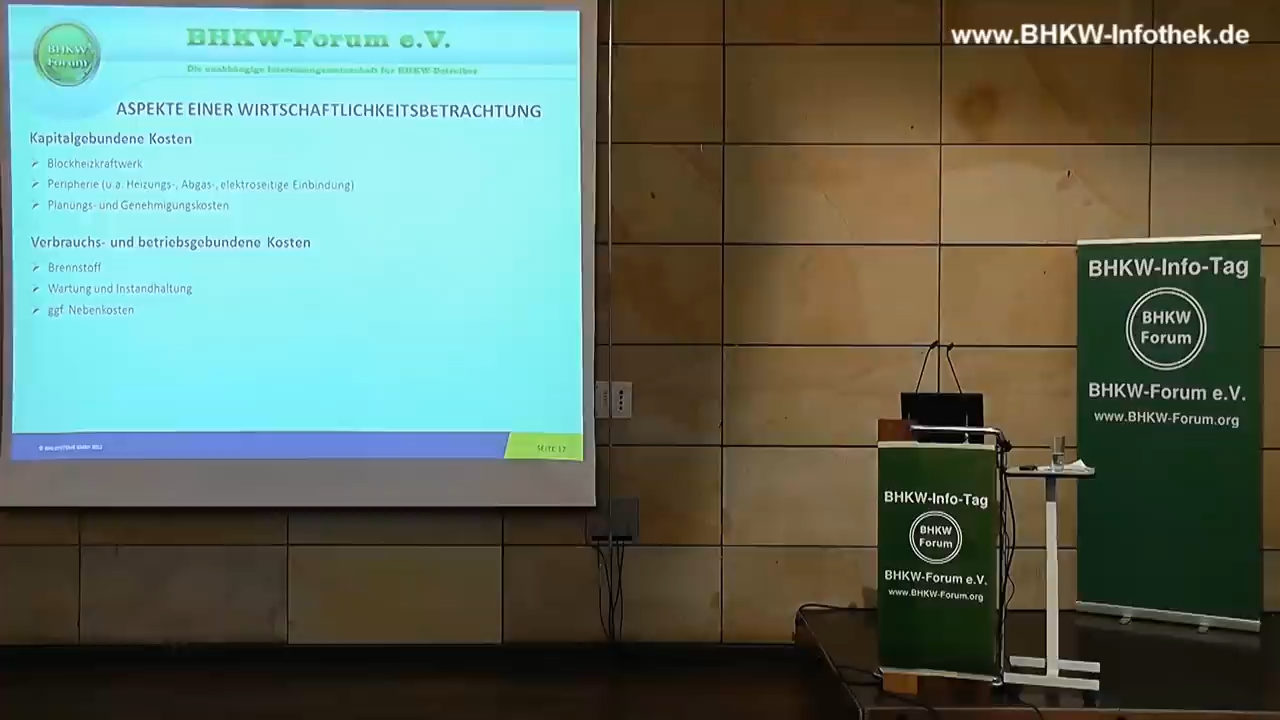 www.BHKW-Infothek.de
BHKW
Forum
BHKW-Forum e.V.
Die unabhängige Interessengemeinschaft für BHKW-Betreiber
ASPEKTE EINER WIRTSCHAFTLICHKEITSBETRACHTUNG
Kapitalgebundene Kosten
➢ Blockheizkraftwerk
➢ Peripherie (u.a. Heizungs-, Abgas-, elektroseitige Einbindung)
➢ Planungs- und Genehmigungskosten
Verbrauchs- und betriebsgebundene Kosten
➢ Brennstoff
➢ Wartung und Instandhaltung
➢ ggf. Nebenkosten
SEITE 17
BHKW-Info-Tag
BHKW
Forum
BHKW-Forum e.V.
www.BHKW-Forum.org
BHKW-Info-Tag
BHKW
Forum
BHKW-Forum e.V.
www.BHKW-Forum.org